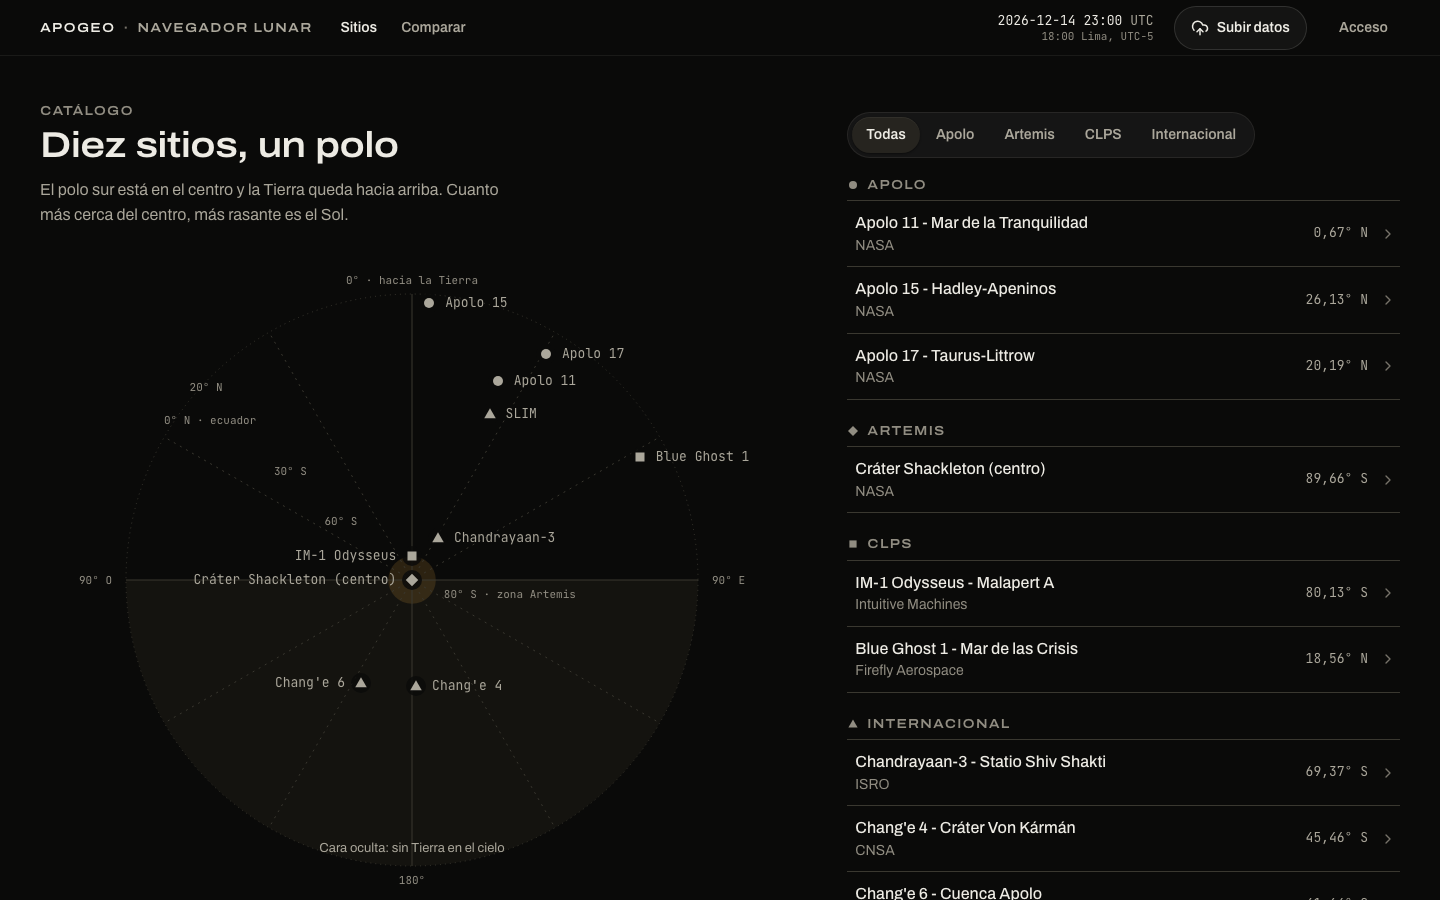 APOGEO · NAVEGADOR LUNAR
Sitios
Comparar
2026-12-14 23:00 UTC
18:00 Lima, UTC-5
Subir datos
Acceso
CATÁLOGO
Diez sitios, un polo
El polo sur está en el centro y la Tierra queda hacia arriba. Cuanto
más cerca del centro, más rasante es el Sol.
0° · hacia la Tierra
Apolo 15
Apolo 17
Apolo 11
20° N
SLIM
0° N · ecuador
Blue Ghost 1
30° S
60° S
Chandrayaan-3
IM-1 Odysseus
90° O
Cráter Shackleton (centro)
90° E
80° S · zona Artemis
Chang'e 6
Chang'e 4
Cara oculta: sin Tierra en el cielo
180°
Todas
Apolo
Artemis
CLPS
Internacional
APOLO
Apolo 11 - Mar de la Tranquilidad
NASA
0,67° N
Apolo 15 - Hadley-Apeninos
NASA
26,13° N
Apolo 17 - Taurus-Littrow
NASA
20,19° N
ARTEMIS
Cráter Shackleton (centro)
NASA
89,66° S
CLPS
IM-1 Odysseus - Malapert A
Intuitive Machines
80,13° S
Blue Ghost 1 - Mar de las Crisis
Firefly Aerospace
18,56° N
INTERNACIONAL
Chandrayaan-3 - Statio Shiv Shakti
ISRO
69,37° S
Chang'e 4 - Cráter Von Kármán
CNSA
45,46° S
Chang'e 6 - Cuenca Apolo